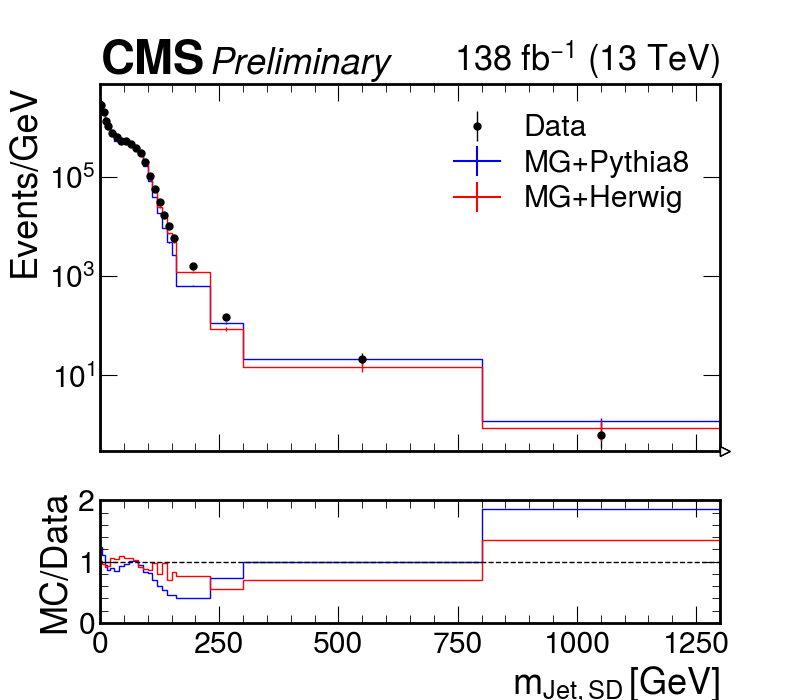 CMS Preliminary 138 fb⁻¹ (13 TeV)
Events/GeV
10⁵
10³
10¹
Data
MG+Pythia8
MG+Herwig
MC/Data
2
1
0
0 250 500 750 1000 1250
m_Jet, SD [GeV]